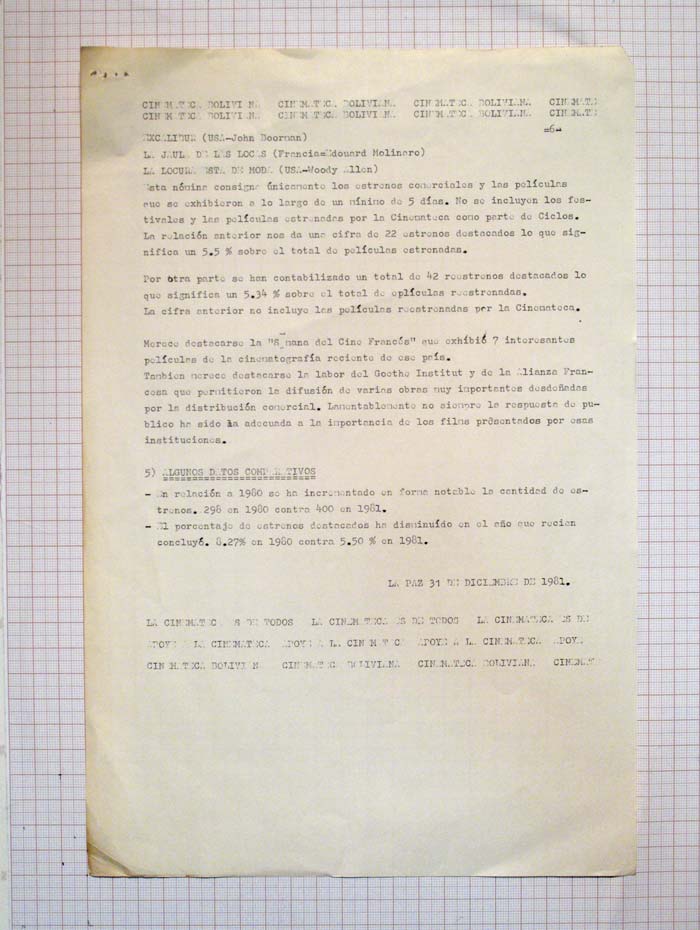 CINEMATECA BOLIVIANA CINEMATECA BOLIVIANA CINEMATECA BOLIVIANA CINEMATE
CINEMATECA BOLIVIANA CINEMATECA BOLIVIANA CINEMATECA BOLIVIANA CINEMATE
=6=
EXCALIBUR (USA-John Boorman)
LA JAULA DE LAS LOCAS (Francia-Edouard Molinaro)
LA LOCURA ESTA DE MODA (USA-Woody Allen)
Esta nómina consigna únicamente los estrenos comerciales y las películas
que se exhibieron a lo largo de un mínimo de 5 días. No se incluyen los fes-
tivales y las películas estrenadas por la Cinemateca como parte de Ciclos.
La relación anterior nos da una cifra de 22 estrenos destacados lo que sig-
nifica un 5.5 % sobre el total de películas estrenadas.
Por otra parte se han contabilizado un total de 42 reestrenos destacados lo
que significa un 5.34 % sobre el total de eplículas reestrenadas.
La cifra anterior no incluye las películas reestrenadas por la Cinemateca.
Merece destacarse la "Semana del Cine Francés" que exhibió 7 interesantes
películas de la cinematografía reciente de ese país.
Tambien merece destacarse la labor del Goethe Institut y de la Alianza Fran-
cesa que permitieron la difusión de varias obras muy importantes desdeñadas
por la distribución comercial. Lamentablemente no siempre la respuesta de pu-
blico ha sido la adecuada a la importancia de los films presentados por esas
instituciones.
5) ALGUNOS DATOS COMPARATIVOS
- En relación a 1980 se ha incrementado en forma notable la cantidad de es-
trenos. 298 en 1980 contra 400 en 1981.
- El porcentaje de estrenos destacados ha disminuído en el año que recien
concluyó. 8.27% en 1980 contra 5.50 % en 1981.
LA PAZ 31 DE DICIEMBRE DE 1981.
LA CINEMATECA ES DE TODOS LA CINEMATECA ES DE TODOS LA CINEMATECA ES DE
APOYE A LA CINEMATECA APOYE A LA CINEMATECA APOYE A LA CINEMATECA APOYE
CINEMATECA BOLIVIANA CINEMATECA BOLIVIANA CINEMATECA BOLIVIANA CINEMATE